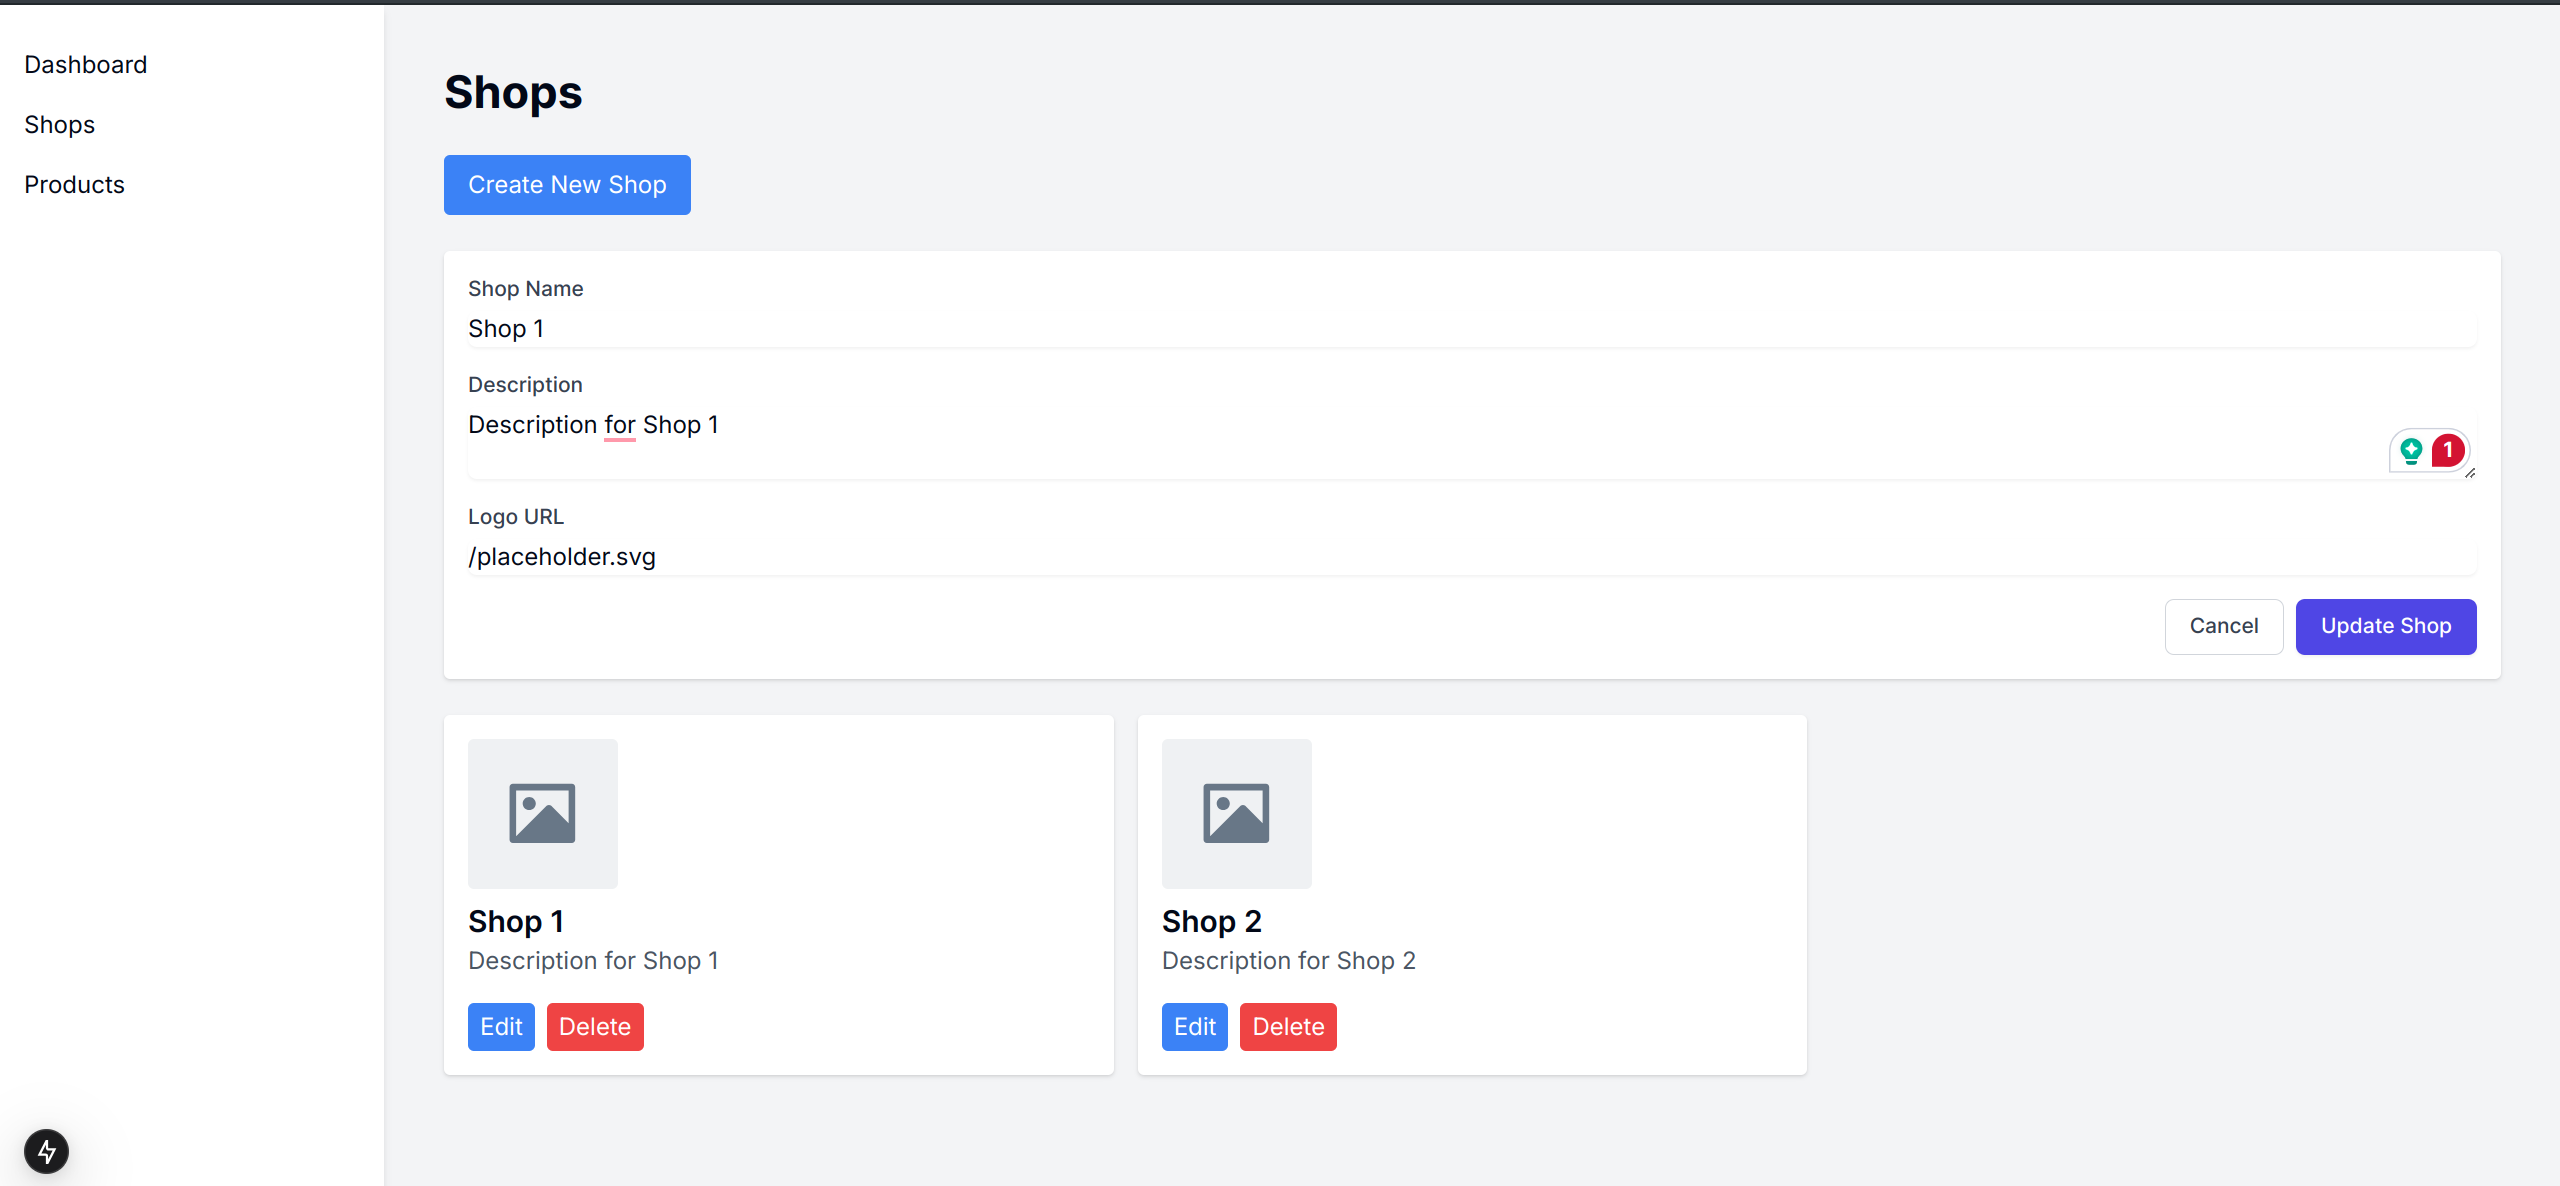 Dashboard
Shops
Products
Shops
Create New Shop
Shop Name
Shop 1
Description
Description for Shop 1
1
Logo URL
/placeholder.svg
Cancel
Update Shop
Shop 1
Description for Shop 1
Edit
Delete
Shop 2
Description for Shop 2
Edit
Delete